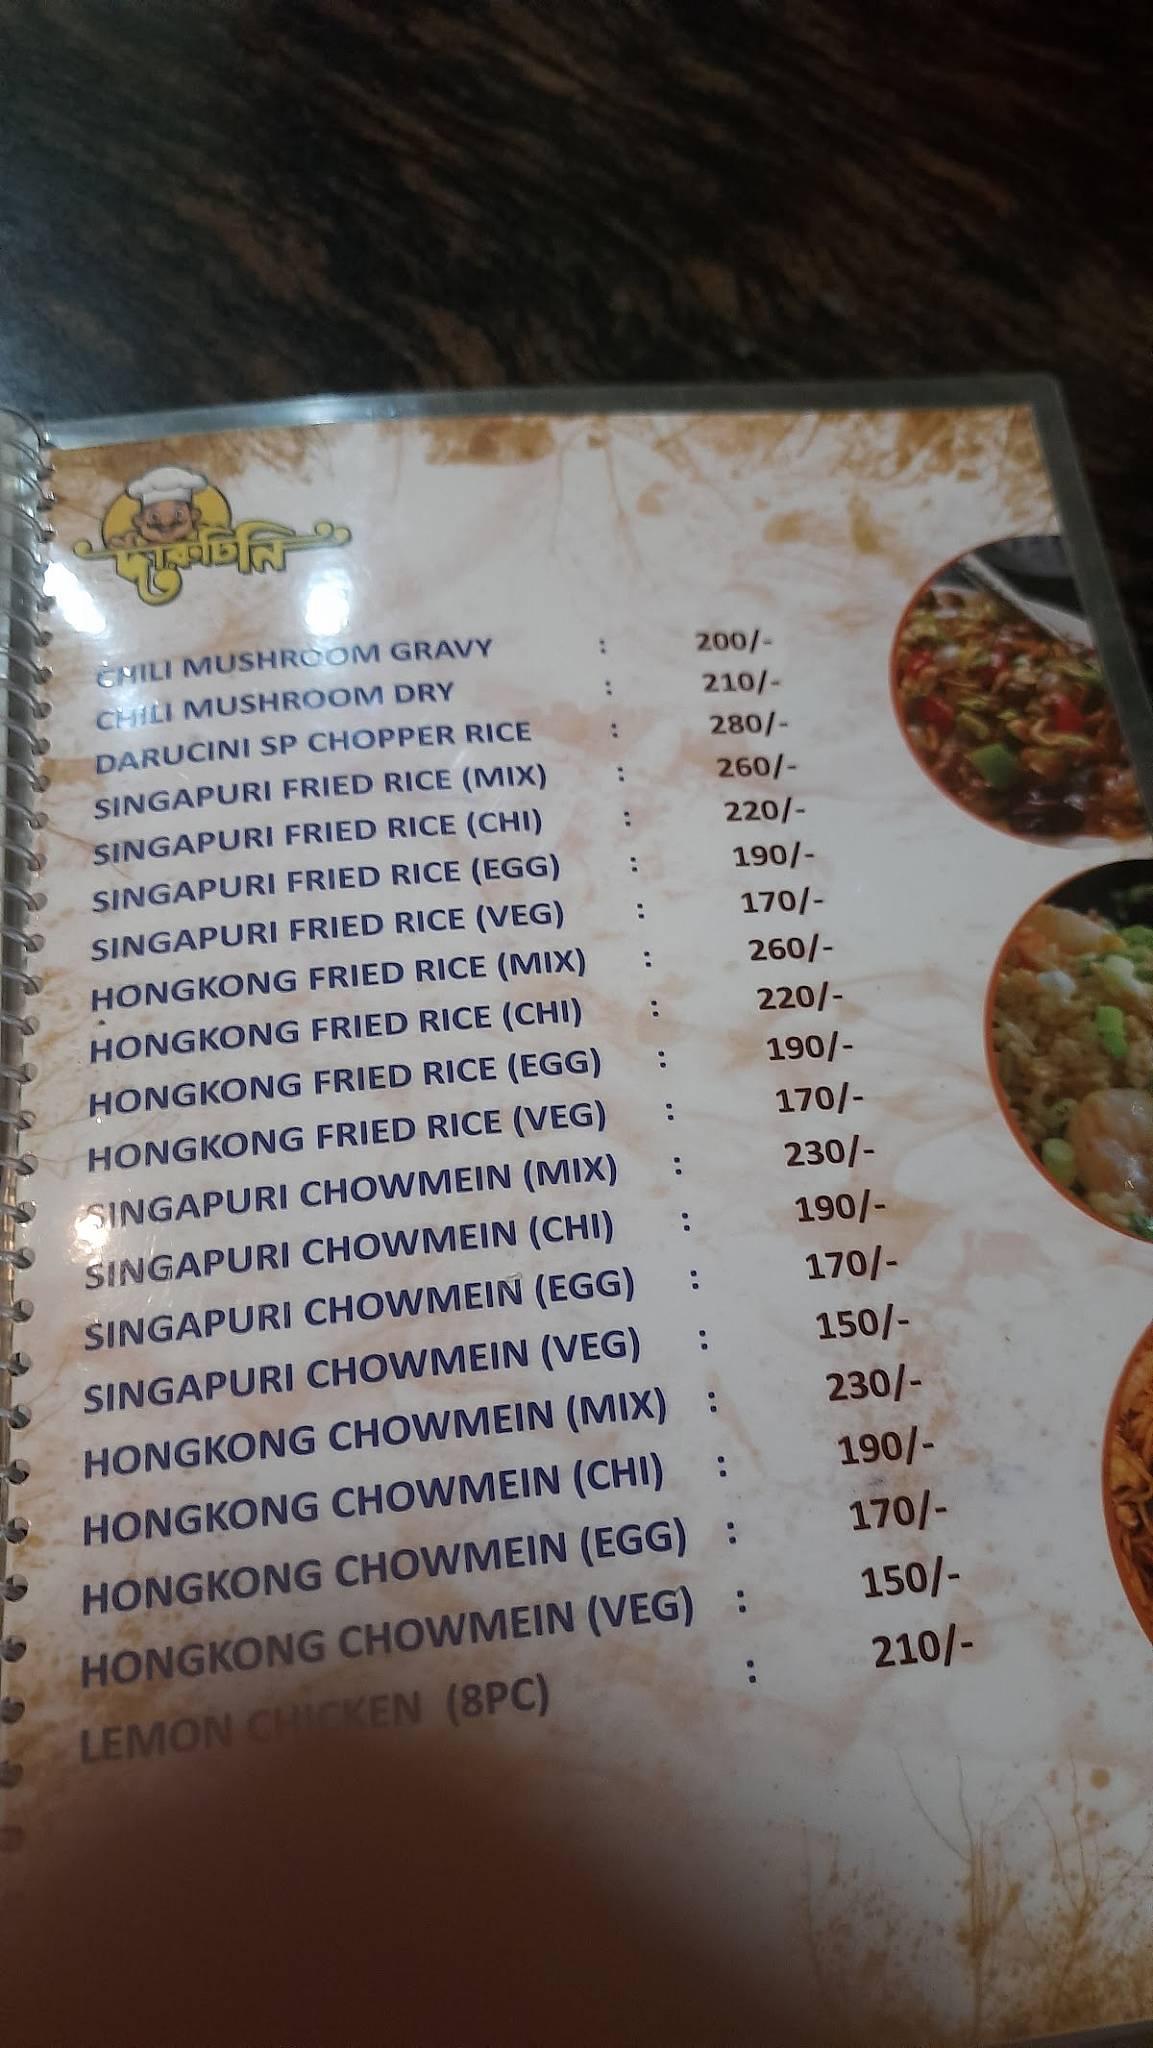 দারুচিনি
CHILI MUSHROOM GRAVY : 200/-
CHILI MUSHROOM DRY : 210/-
DARUCINI SP CHOPPER RICE : 280/-
SINGAPURI FRIED RICE (MIX) : 260/-
SINGAPURI FRIED RICE (CHI) : 220/-
SINGAPURI FRIED RICE (EGG) : 190/-
SINGAPURI FRIED RICE (VEG) : 170/-
HONGKONG FRIED RICE (MIX) : 260/-
HONGKONG FRIED RICE (CHI) : 220/-
HONGKONG FRIED RICE (EGG) : 190/-
HONGKONG FRIED RICE (VEG) : 170/-
SINGAPURI CHOWMEIN (MIX) : 230/-
SINGAPURI CHOWMEIN (CHI) : 190/-
SINGAPURI CHOWMEIN (EGG) : 170/-
SINGAPURI CHOWMEIN (VEG) : 150/-
HONGKONG CHOWMEIN (MIX) : 230/-
HONGKONG CHOWMEIN (CHI) : 190/-
HONGKONG CHOWMEIN (EGG) : 170/-
HONGKONG CHOWMEIN (VEG) : 150/-
LEMON CHICKEN (8PC) : 210/-